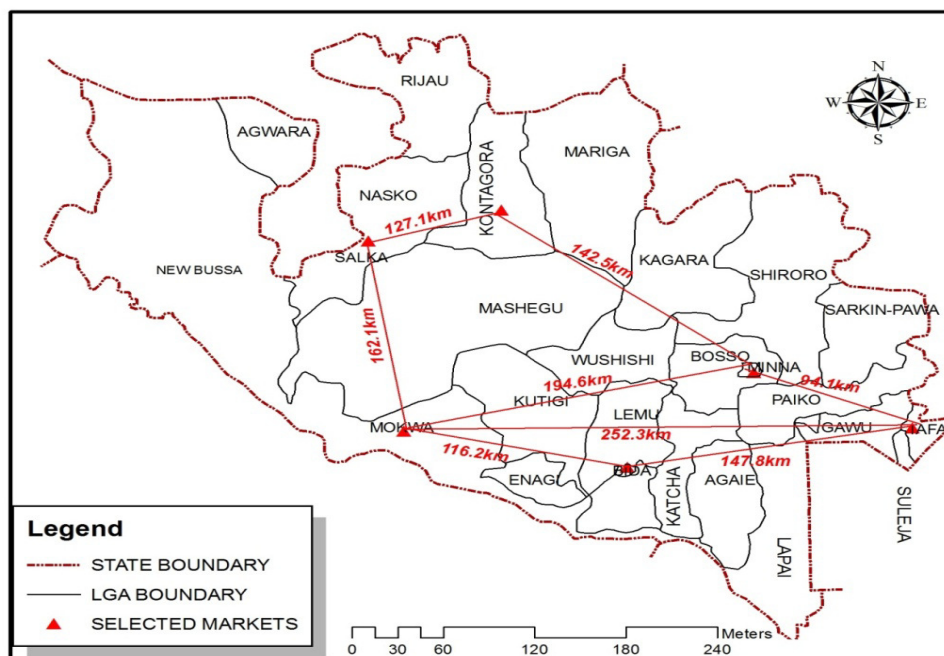 RIJAU
N
W E
S
AGWARA
MARIGA
KONTAGORA
NASKO
127.1km
SALKA
142.5km
KAGARA
NEW BUSSA
SHIRORO
MASHEGU
SARKIN-PAWA
162.1km
WUSHISHI
BOSSO
MINNA
194.6km
94.1km
KUTIGI
PAIKO
LEMU
MOKWA
GAWU
TAFA
252.3km
116.2km
BIDA
147.8km
ENAGI
KATCHA
AGAIE
SULEJA
LAPAI
Legend
STATE BOUNDARY
LGA BOUNDARY
SELECTED MARKETS
Meters
0 30 60 120 180 240